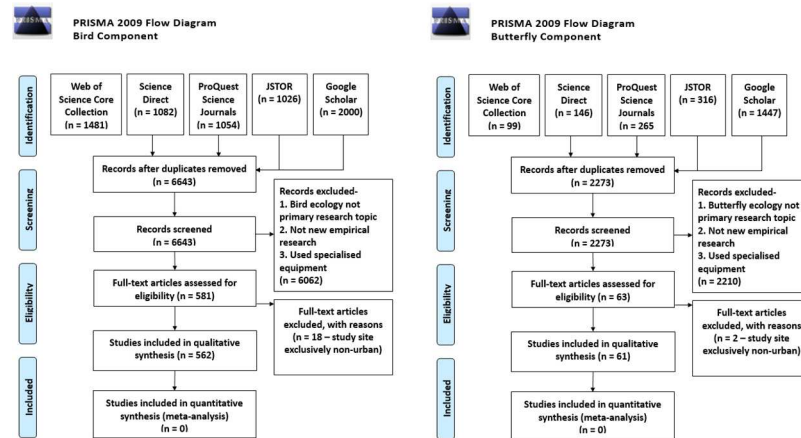 PRISMA
PRISMA 2009 Flow Diagram
Bird Component
Identification
Screening
Eligibility
Included
Web of
Science Core
Collection
(n = 1481)
Science
Direct
(n = 1082)
ProQuest
Science
Journals
(n = 1054)
JSTOR
(n = 1026)
Google
Scholar
(n = 2000)
Records after duplicates removed
(n = 6643)
Records screened
(n = 6643)
Records excluded-
1. Bird ecology not
primary research topic
2. Not new empirical
research
3. Used specialised
equipment
(n = 6062)
Full-text articles assessed for
eligibility (n = 581)
Full-text articles
excluded, with reasons
(n = 18 – study site
exclusively non-urban)
Studies included in qualitative
synthesis (n = 562)
Studies included in quantitative
synthesis (meta-analysis)
(n = 0)
PRISMA
PRISMA 2009 Flow Diagram
Butterfly Component
Identification
Screening
Eligibility
Included
Web of
Science Core
Collection
(n = 99)
Science
Direct
(n = 146)
ProQuest
Science
Journals
(n = 265
JSTOR
(n = 316)
Google
Scholar
(n = 1447)
Records after duplicates removed
(n = 2273)
Records screened
(n = 2273)
Records excluded-
1. Butterfly ecology not
primary research topic
2. Not new empirical
research
3. Used specialised
equipment
(n = 2210)
Full-text articles assessed for
eligibility (n = 63)
Full-text articles
excluded, with reasons
(n = 2 – study site
exclusively non-urban)
Studies included in qualitative
synthesis (n = 61)
Studies included in quantitative
synthesis (meta-analysis)
(n = 0)